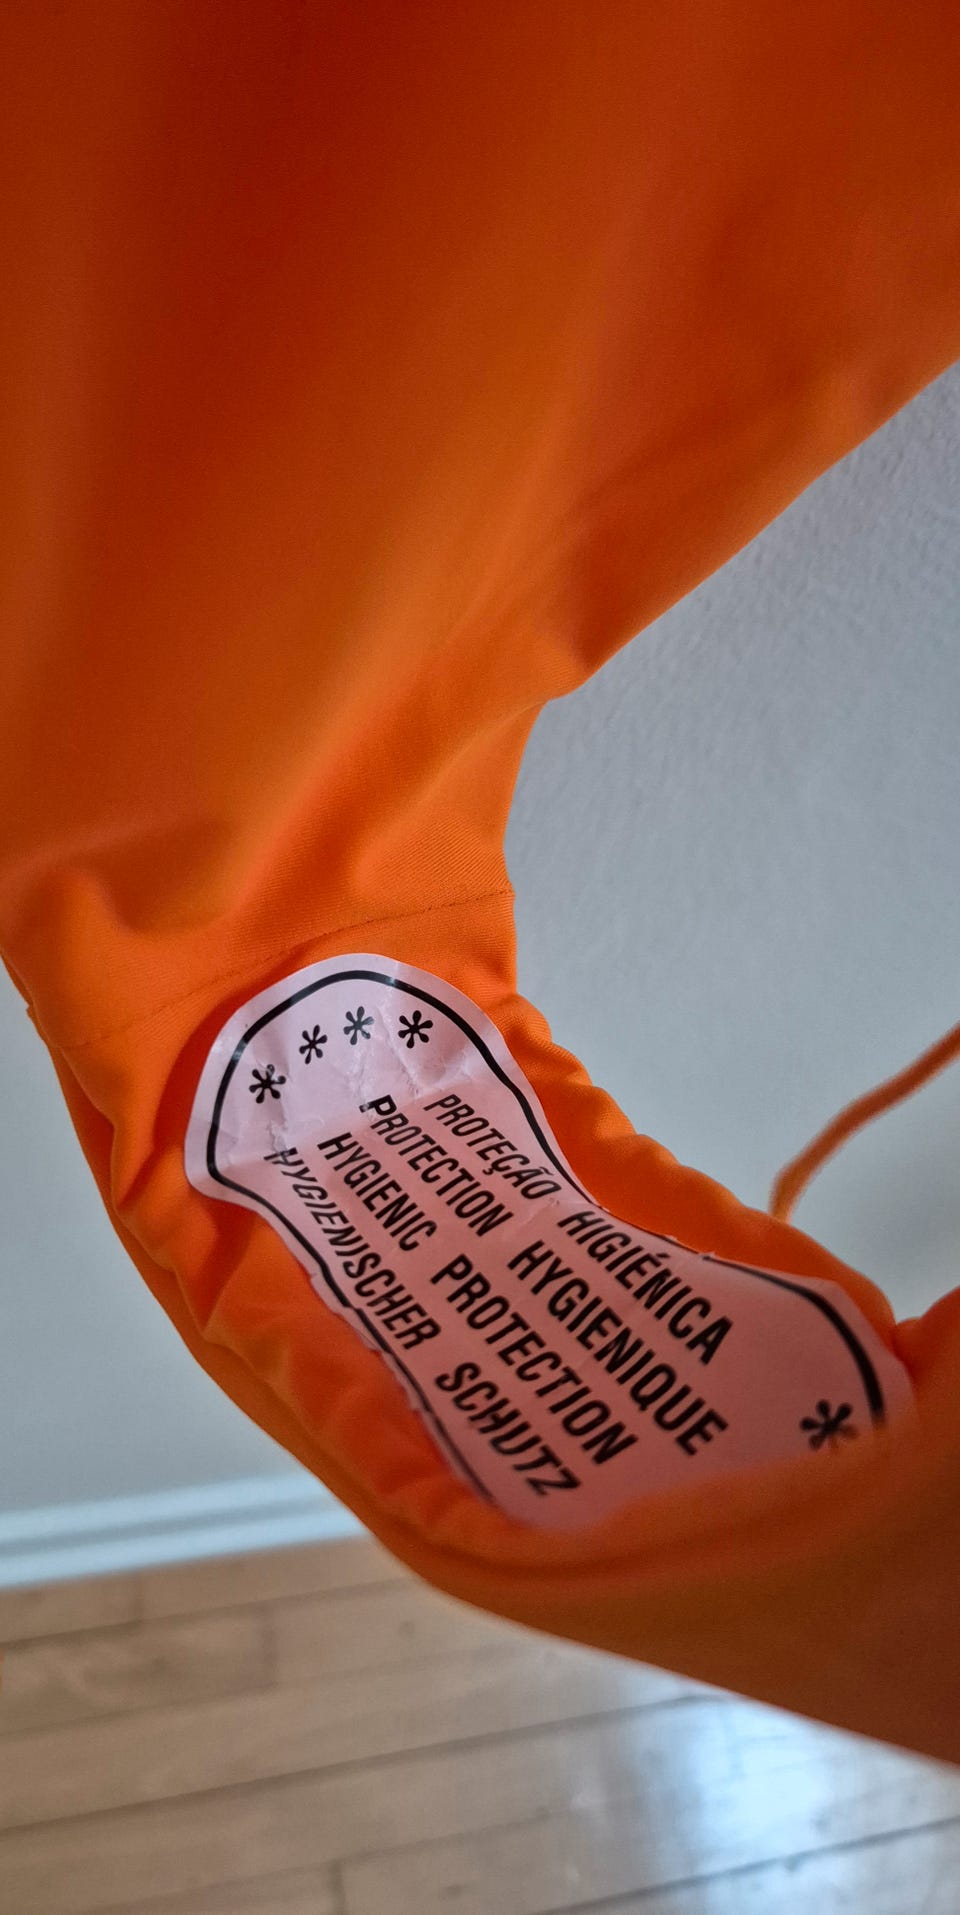 * * * *
PROTEÇÃO HIGIÉNICA
PROTECTION HYGIENIQUE
HYGIENIC PROTECTION
HYGIENISCHER SCHUTZ
*